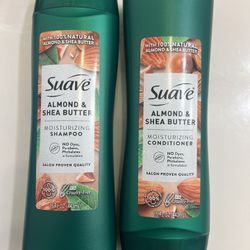 WITH 100% NATURAL
ALMOND & SHEA BUTTER
Suave
ALMOND &
SHEA BUTTER
MOISTURIZING
SHAMPOO
NO Dyes,
Parabens,
Phthalates
SALON PROVEN QUALITY
WITH 100% NATURAL
ALMOND & SHEA BUTTER
Suave
ALMOND &
SHEA BUTTER
MOISTURIZING
CONDITIONER
NO Dyes,
Parabens,
Phthalates
SALON PROVEN QUALITY
100%